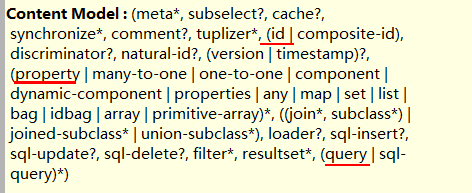 Content Model : (meta*, subselect?, cache?,
synchronize*, comment?, tuplizer*, (id | composite-id),
discriminator?, natural-id?, (version | timestamp)?,
(property | many-to-one | one-to-one | component |
dynamic-component | properties | any | map | set | list |
bag | idbag | array | primitive-array)*, ((join*, subclass*) |
joined-subclass* | union-subclass*), loader?, sql-insert?,
sql-update?, sql-delete?, filter*, resultset*, (query | sql-
query)*)